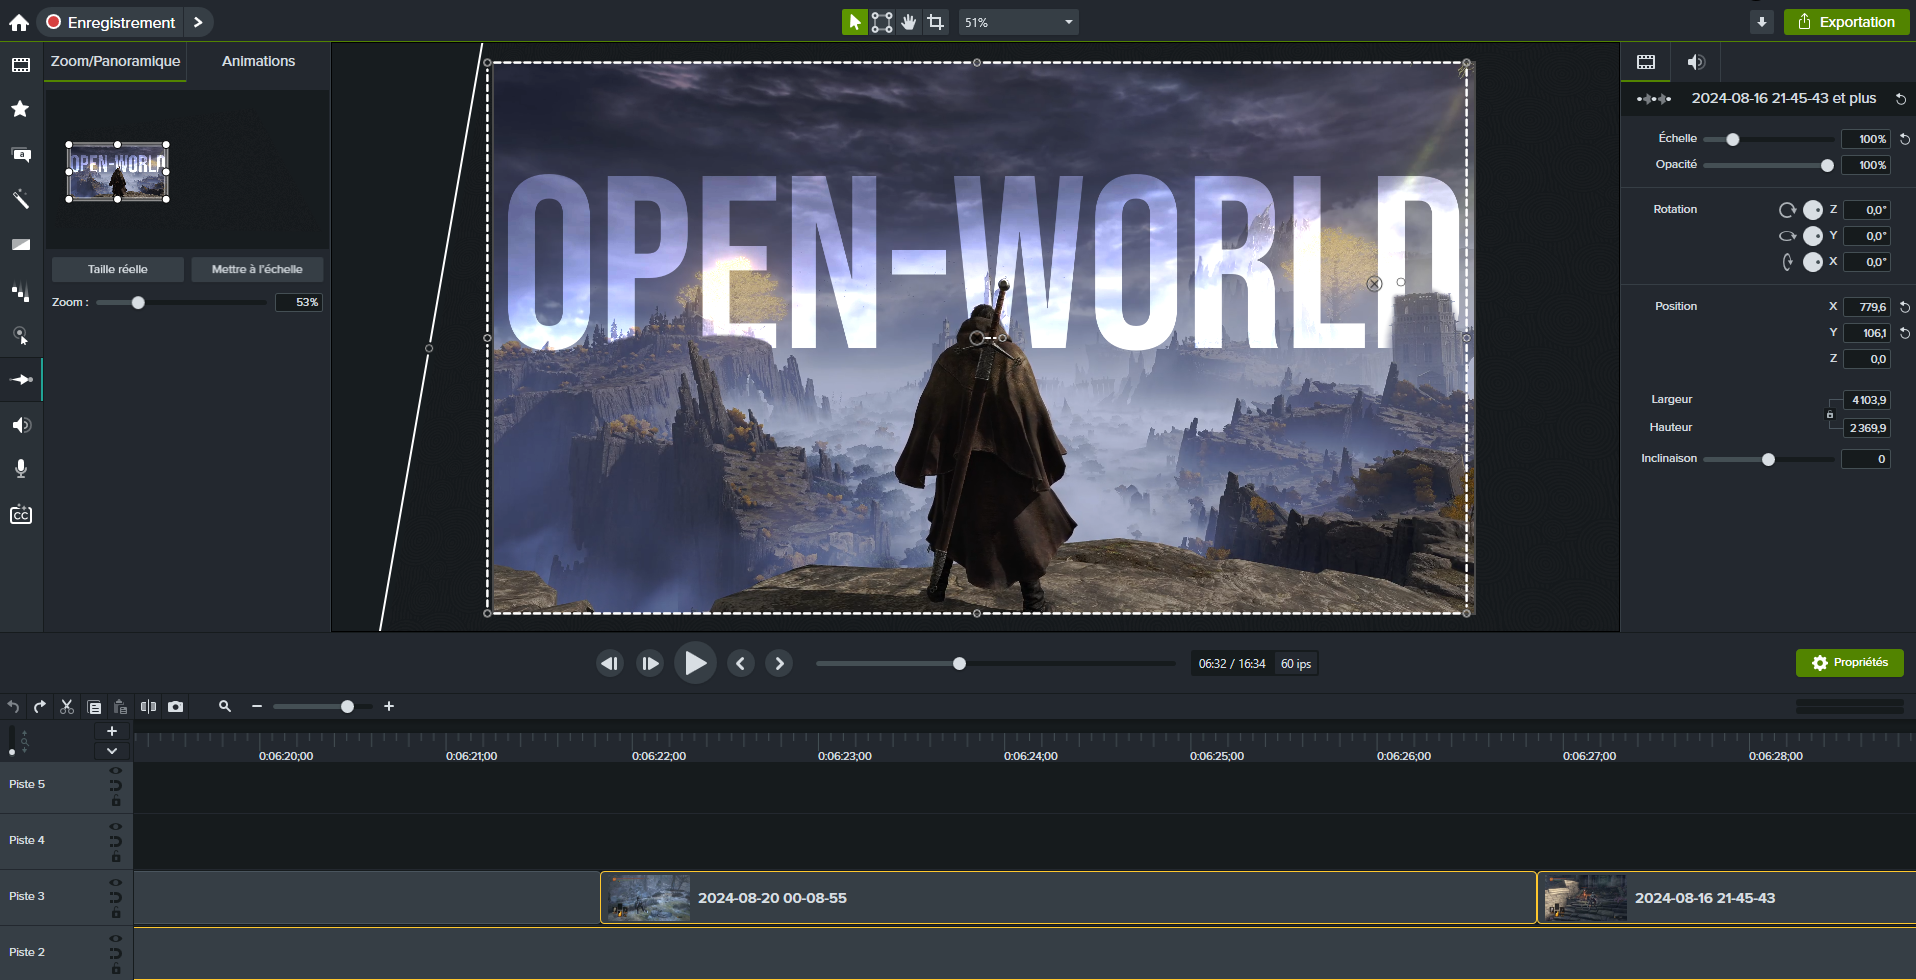 Enregistrement
51%
Exportation
Zoom/Panoramique
Animations
OPEN-WORLD
Taille réelle
Mettre à l'échelle
Zoom :
53%
OPEN-WORLD
2024-08-16 21-45-43 et plus
Échelle
100%
Opacité
100%
Rotation
Z
0,0°
Y
0,0°
X
0,0°
Position
X
779,6
Y
106,1
Z
0,0
Largeur
4103,9
Hauteur
2369,9
Inclinaison
0
06:32 / 16:34
60 ips
Propriétés
0:06:20;00
0:06:21;00
0:06:22;00
0:06:23;00
0:06:24;00
0:06:25;00
0:06:26;00
0:06:27;00
0:06:28;00
Piste 5
Piste 4
Piste 3
2024-08-20 00-08-55
2024-08-16 21-45-43
Piste 2
a
CC